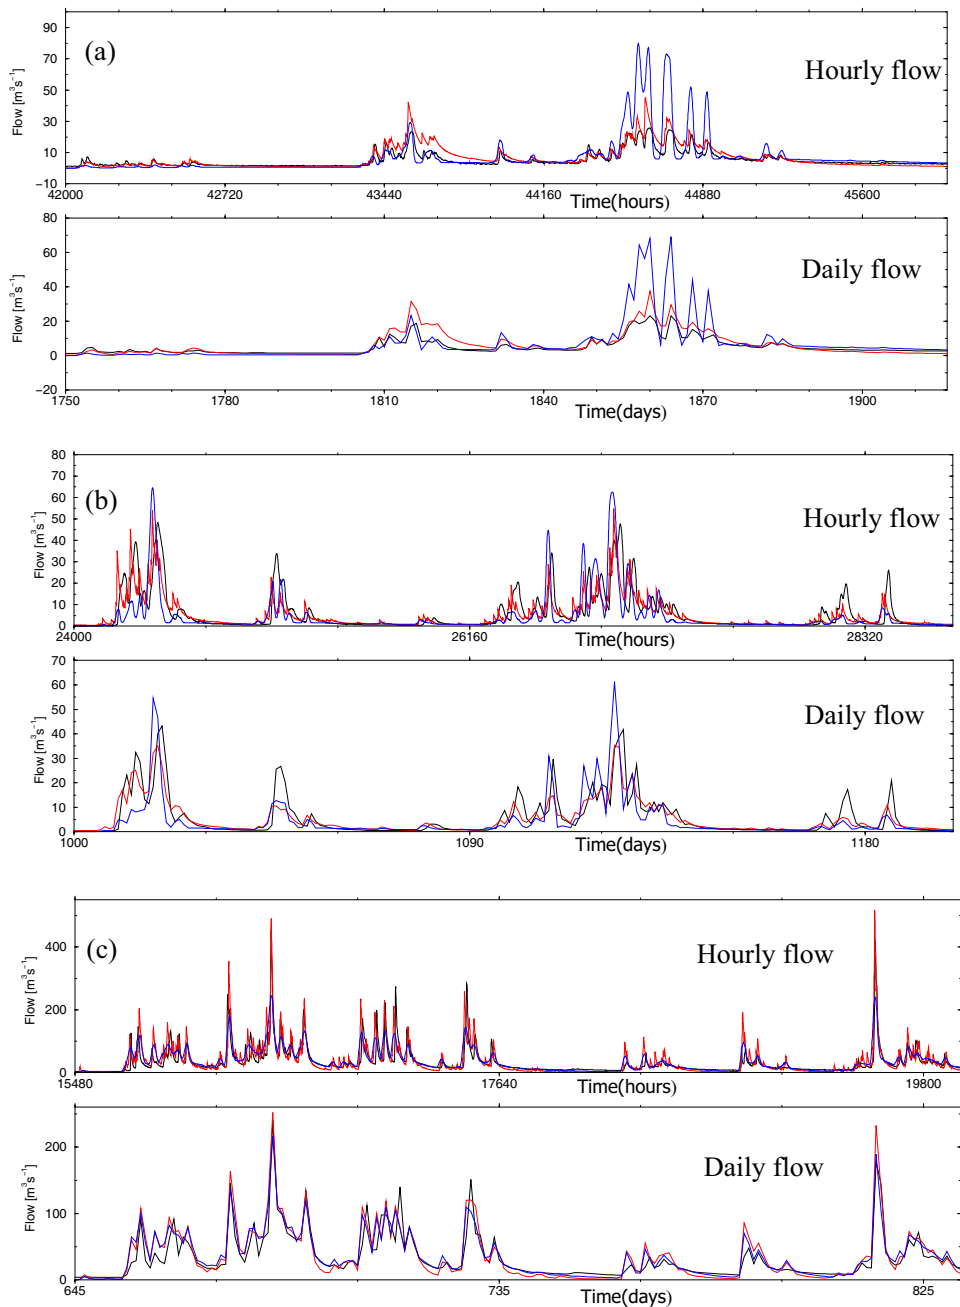 (a)
Hourly flow
Flow [m³s⁻¹]
90
70
50
30
10
−10
42000 42720 43440 44160 44880 45600
Time(hours)
Daily flow
Flow [m³s⁻¹]
80
60
40
20
0
−20
1750 1780 1810 1840 1870 1900
Time(days)
(b)
Hourly flow
Flow [m³s⁻¹]
80
70
60
50
40
30
20
10
0
24000 26160 28320
Time(hours)
Daily flow
Flow [m³s⁻¹]
70
60
50
40
30
20
10
0
1000 1090 1180
Time(days)
(c)
Hourly flow
Flow [m³s⁻¹]
400
200
0
15480 17640 19800
Time(hours)
Daily flow
Flow [m³s⁻¹]
200
100
0
645 735 825
Time(days)